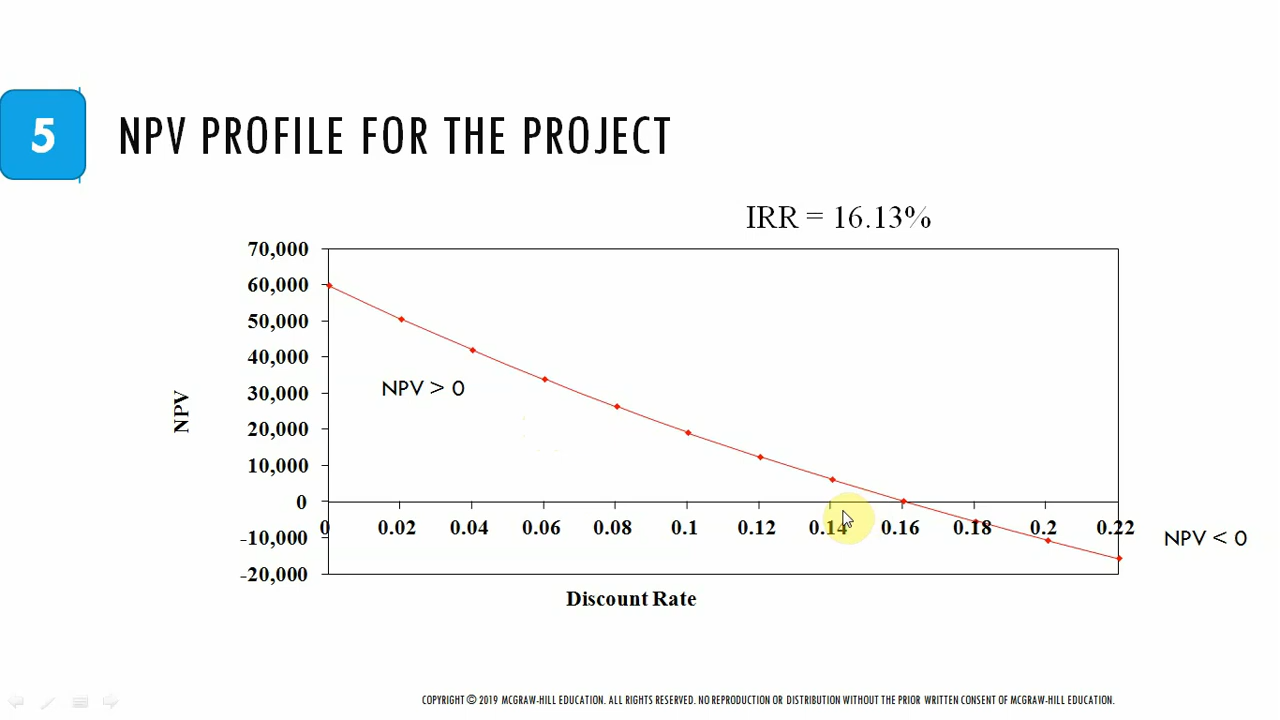 5
NPV PROFILE FOR THE PROJECT
IRR = 16.13%
70,000
60,000
50,000
40,000
30,000
20,000
10,000
0
-10,000
-20,000
NPV
NPV > 0
0 0.02 0.04 0.06 0.08 0.1 0.12 0.14 0.16 0.18 0.2 0.22
NPV < 0
Discount Rate
COPYRIGHT © 2019 MCGRAW-HILL EDUCATION. ALL RIGHTS RESERVED. NO REPRODUCTION OR DISTRIBUTION WITHOUT THE PRIOR WRITTEN CONSENT OF MCGRAW-HILL EDUCATION.